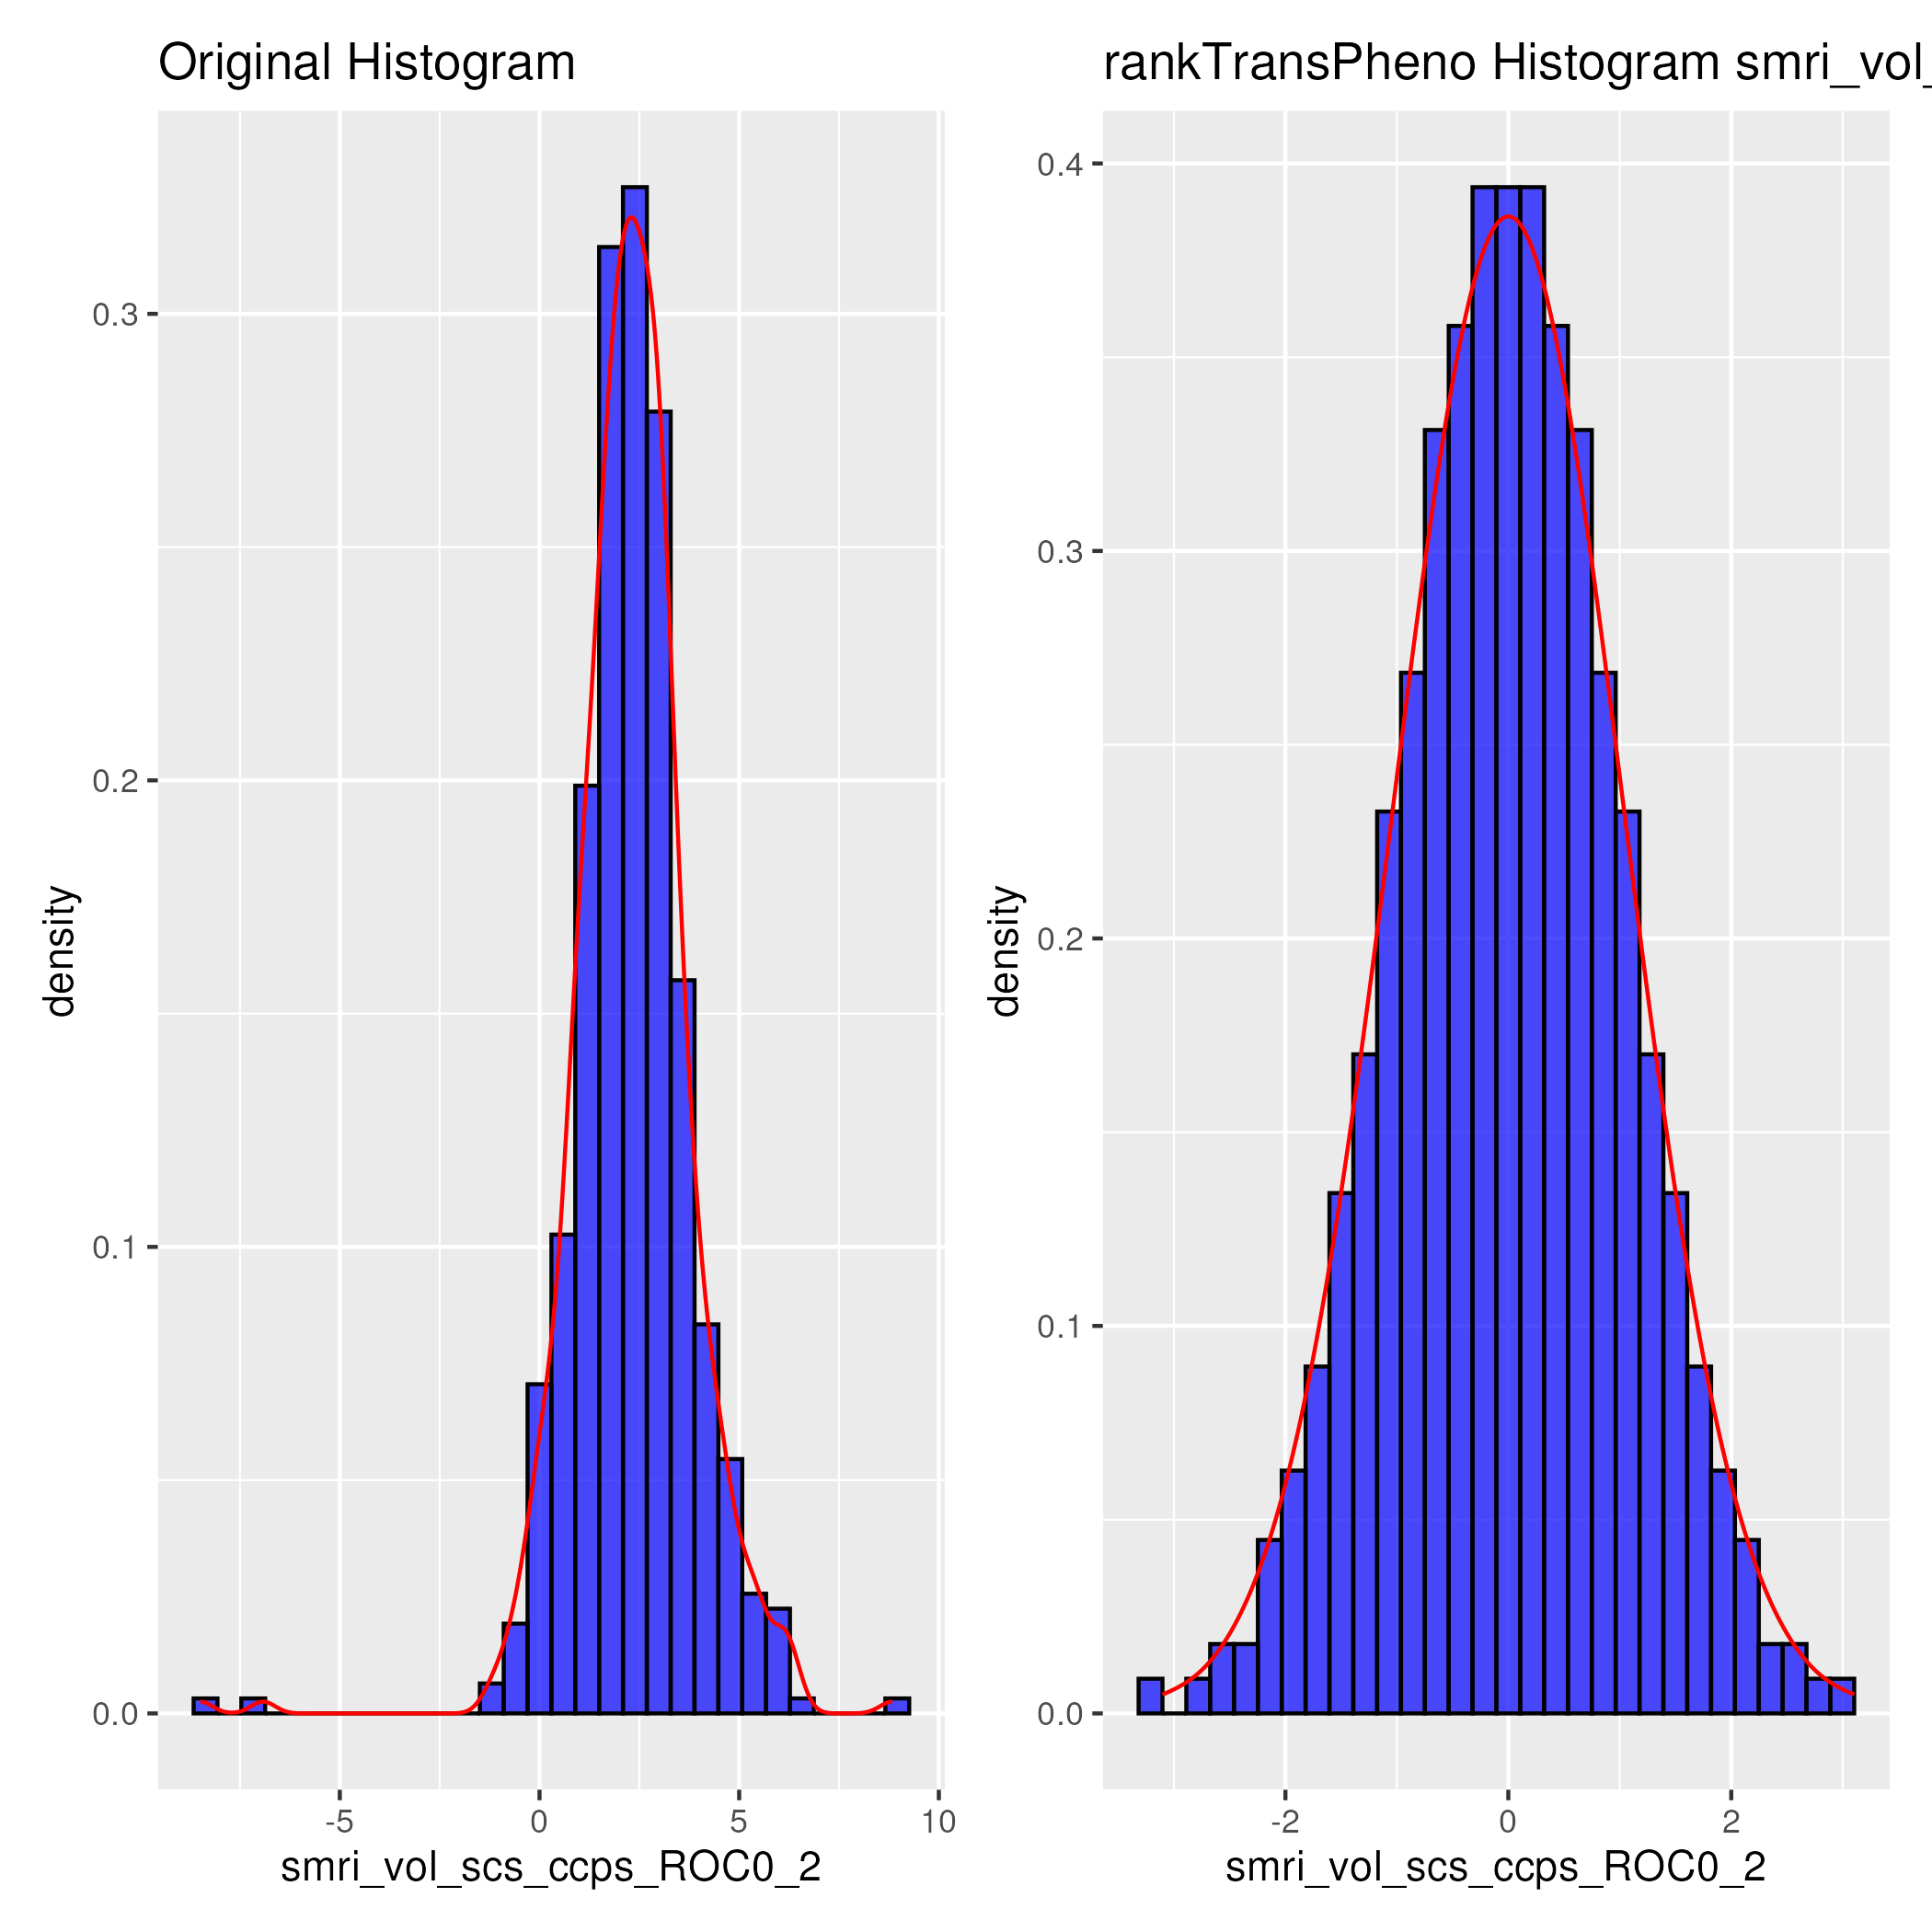 Original Histogram
density
0.3
0.2
0.1
0.0
-5
0
5
10
smri_vol_scs_ccps_ROC0_2
rankTransPheno Histogram smri_vol_
density
0.4
0.3
0.2
0.1
0.0
-2
0
2
smri_vol_scs_ccps_ROC0_2